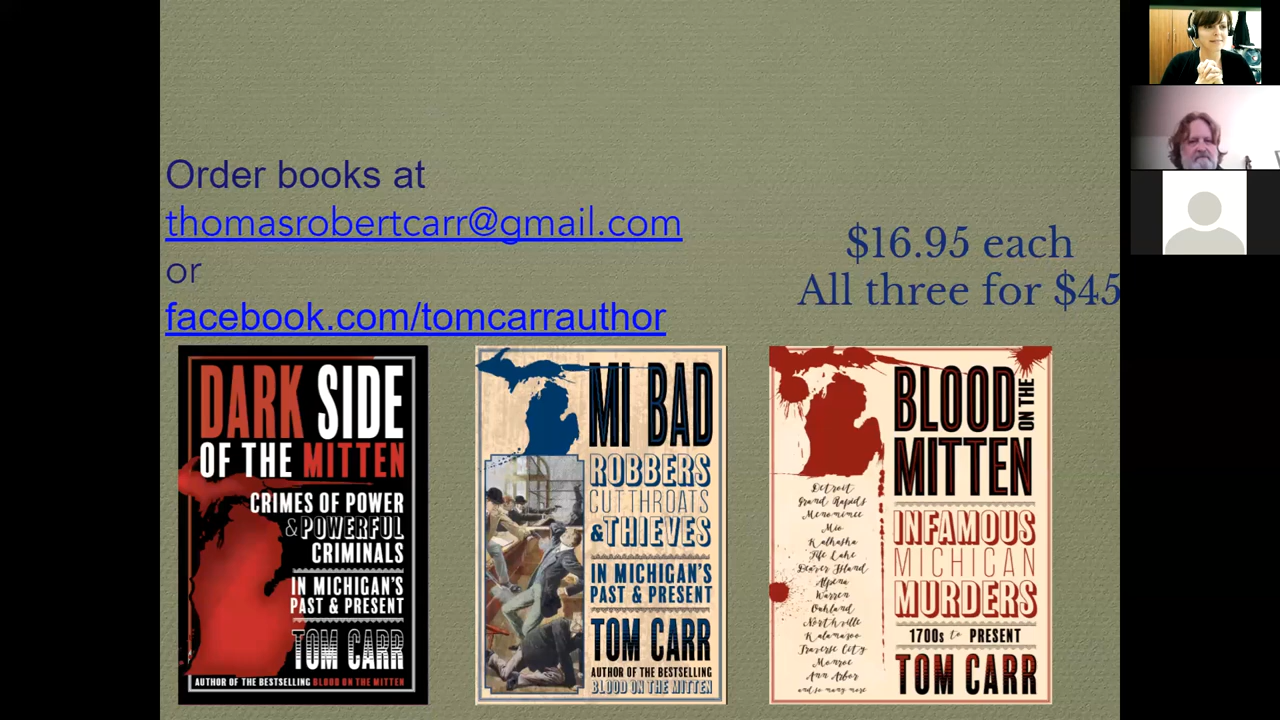 Order books at
thomasrobertcarr@gmail.com
or
facebook.com/tomcarrauthor
$16.95 each
All three for $45
DARK SIDE
OF THE MITTEN
CRIMES OF POWER
& POWERFUL
CRIMINALS
IN MICHIGAN'S
PAST & PRESENT
TOM CARR
AUTHOR OF THE BESTSELLING BLOOD ON THE MITTEN
MI BAD
ROBBERS
CUTTHROATS
& THIEVES
IN MICHIGAN'S
PAST & PRESENT
TOM CARR
AUTHOR OF THE BESTSELLING
BLOOD ON THE MITTEN
BLOOD ON THE
MITTEN
Detroit
Grand Rapids
Menominee
Mio
Kalkaska
Fife Lake
Beaver Island
Alpena
Warren
Oakland
Northville
Kalamazoo
Traverse City
Monroe
Ann Arbor
and so many more
INFAMOUS
MICHIGAN
MURDERS
1700s to PRESENT
TOM CARR